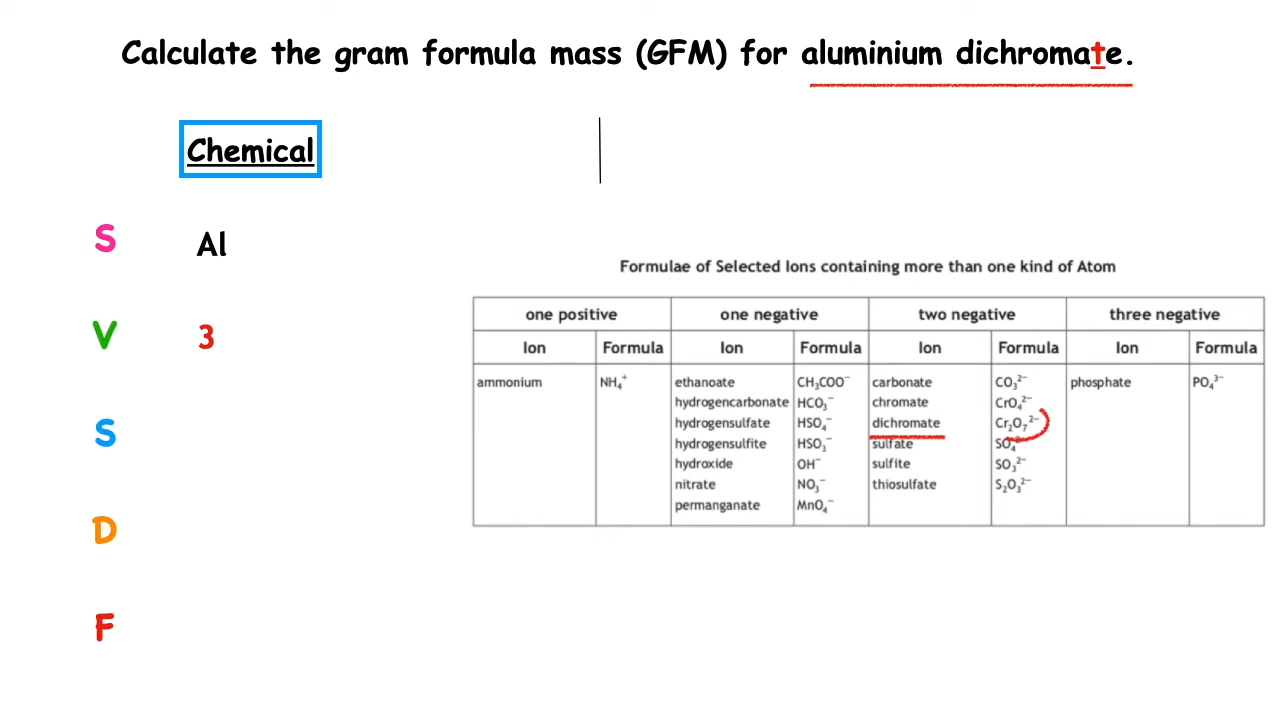 Calculate the gram formula mass (GFM) for aluminium dichromate.
Chemical
S Al
V 3
S
D
F
Formulae of Selected Ions containing more than one kind of Atom
one positive one negative two negative three negative
Ion Formula Ion Formula Ion Formula Ion Formula
ammonium NH₄⁺ ethanoate CH₃COO⁻ carbonate CO₃²⁻ phosphate PO₄³⁻
hydrogencarbonate HCO₃⁻ chromate CrO₄²⁻
hydrogensulfate HSO₄⁻ dichromate Cr₂O₇²⁻
hydrogensulfite HSO₃⁻ sulfate SO₄²⁻
hydroxide OH⁻ sulfite SO₃²⁻
nitrate NO₃⁻ thiosulfate S₂O₃²⁻
permanganate MnO₄⁻